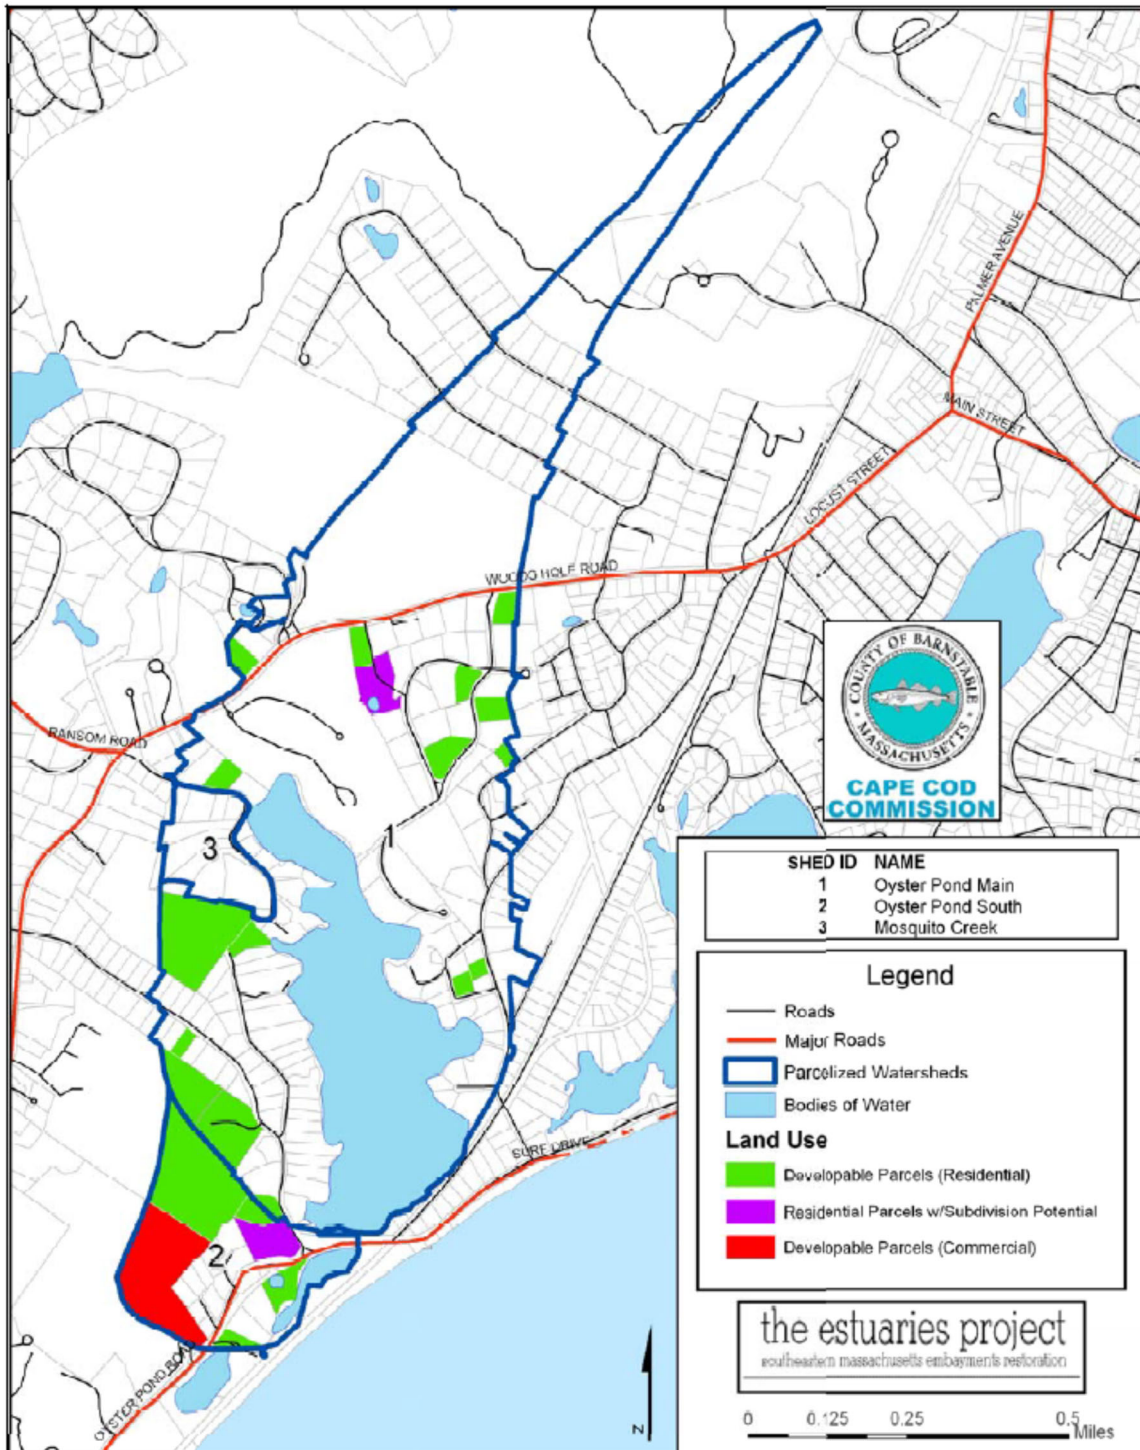 PALMER AVENUE
MAIN STREET
LOCUST STREET
WOODS HOLE ROAD
RANSOM ROAD
COUNTY OF BARNSTABLE
MASSACHUSETTS
CAPE COD
COMMISSION
1
3
2
SURF DRIVE
OYSTER POND ROAD
SHED ID NAME
1 Oyster Pond Main
2 Oyster Pond South
3 Mosquito Creek
Legend
Roads
Major Roads
Parcelized Watersheds
Bodies of Water
Land Use
Developable Parcels (Residential)
Residential Parcels w/Subdivision Potential
Developable Parcels (Commercial)
the estuaries project
southeastern massachusetts embayments restoration
N
0 0.125 0.25 0.5
Miles